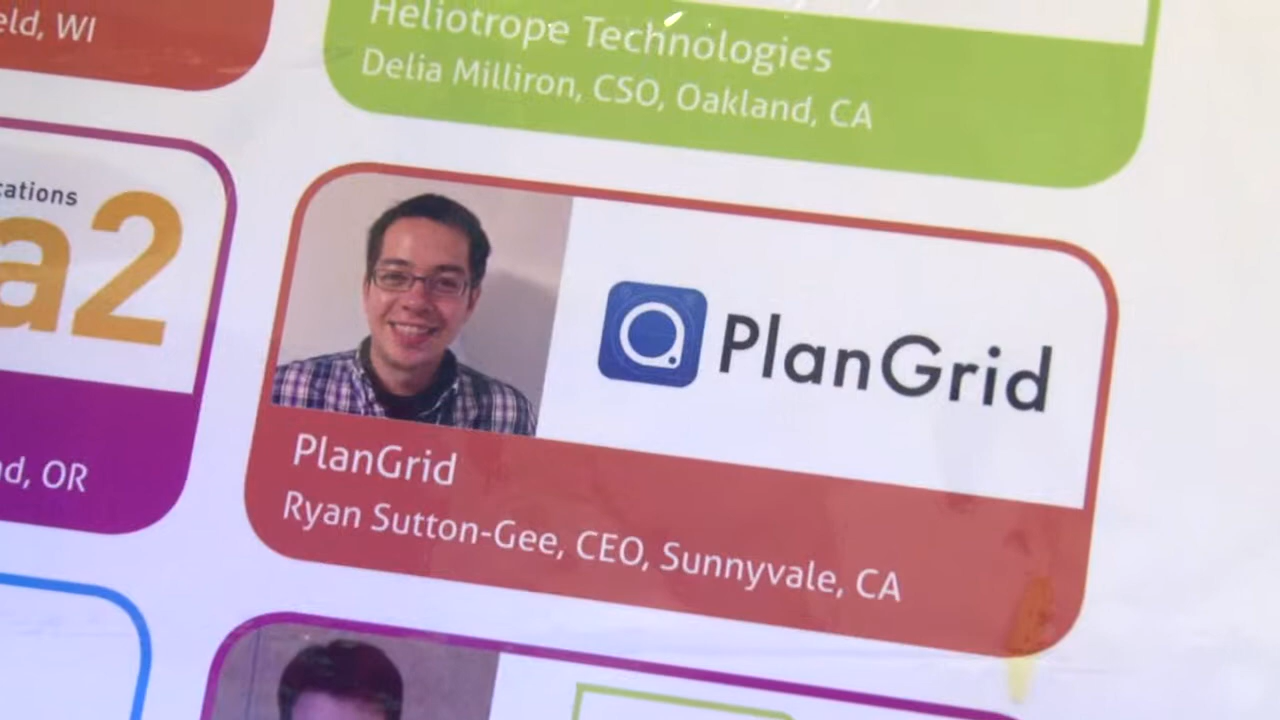 eld, WI
Heliotrope Technologies
Delia Milliron, CSO, Oakland, CA
cations
a2
nd, OR
PlanGrid
PlanGrid
Ryan Sutton-Gee, CEO, Sunnyvale, CA